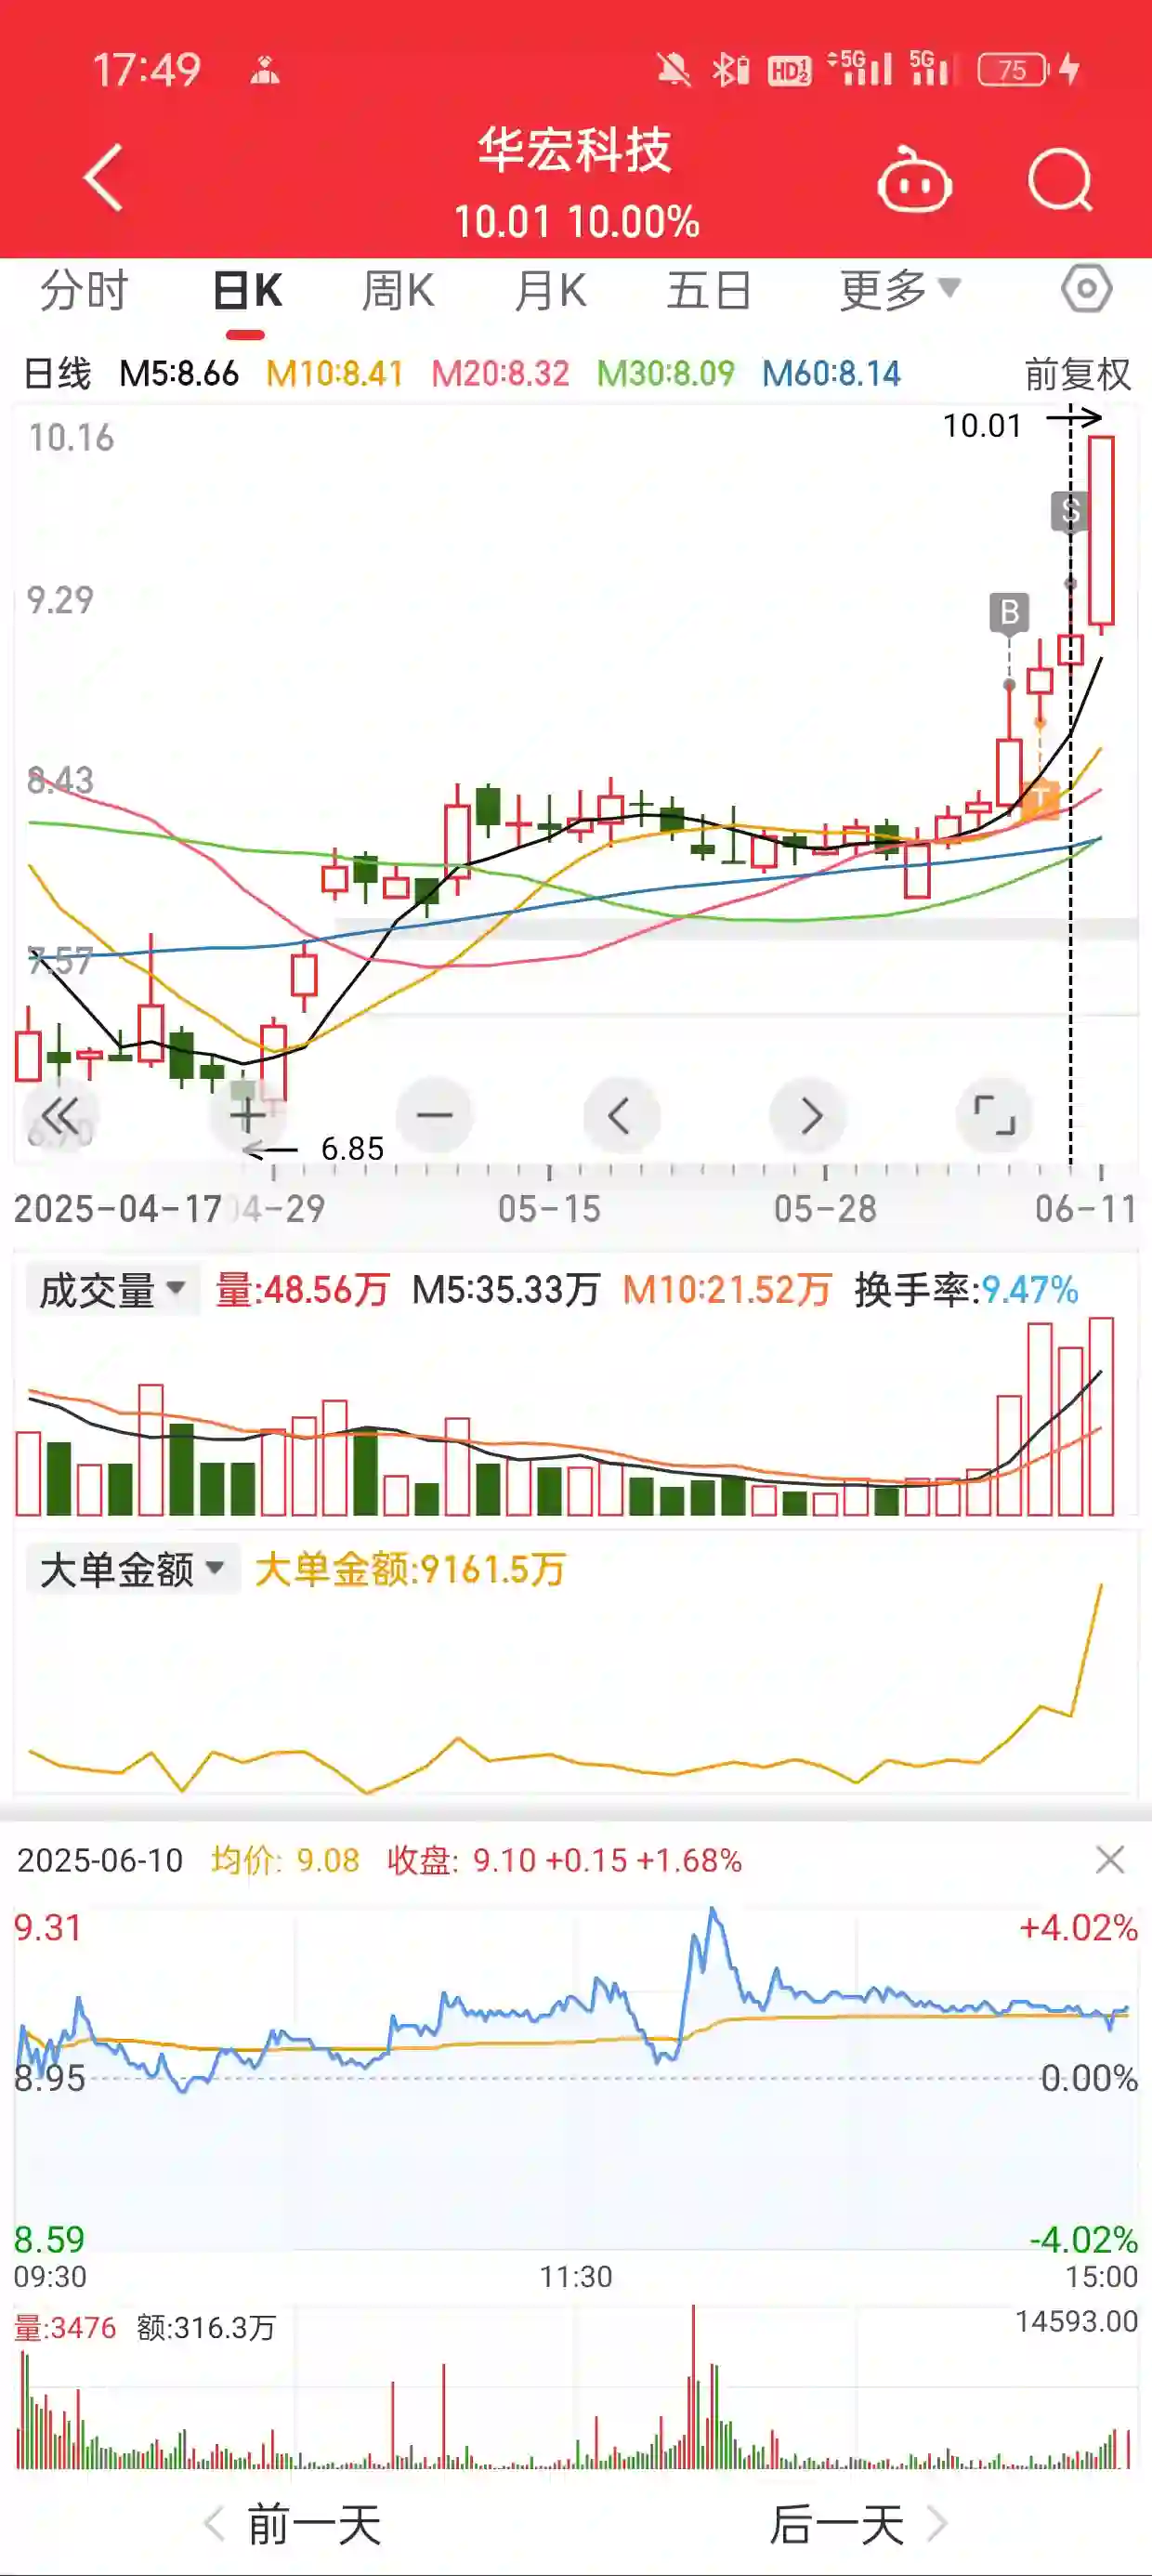 17:49 HD 1 2 5G 5G 75
华宏科技
10.01 10.00%
分时 日K 周K 月K 五日 更多
日线 M5:8.66 M10:8.41 M20:8.32 M30:8.09 M60:8.14 前复权
10.01
10.16
S
9.29
B
8.43
T
7.57
6.90
6.85
2025-04-17 04-29 05-15 05-28 06-11
成交量 量:48.56万 M5:35.33万 M10:21.52万 换手率:9.47%
大单金额 大单金额:9161.5万
2025-06-10 均价: 9.08 收盘: 9.10 +0.15 +1.68%
9.31 +4.02%
8.95 0.00%
8.59 -4.02%
09:30 11:30 15:00
量:3476 额:316.3万 14593.00
前一天 后一天